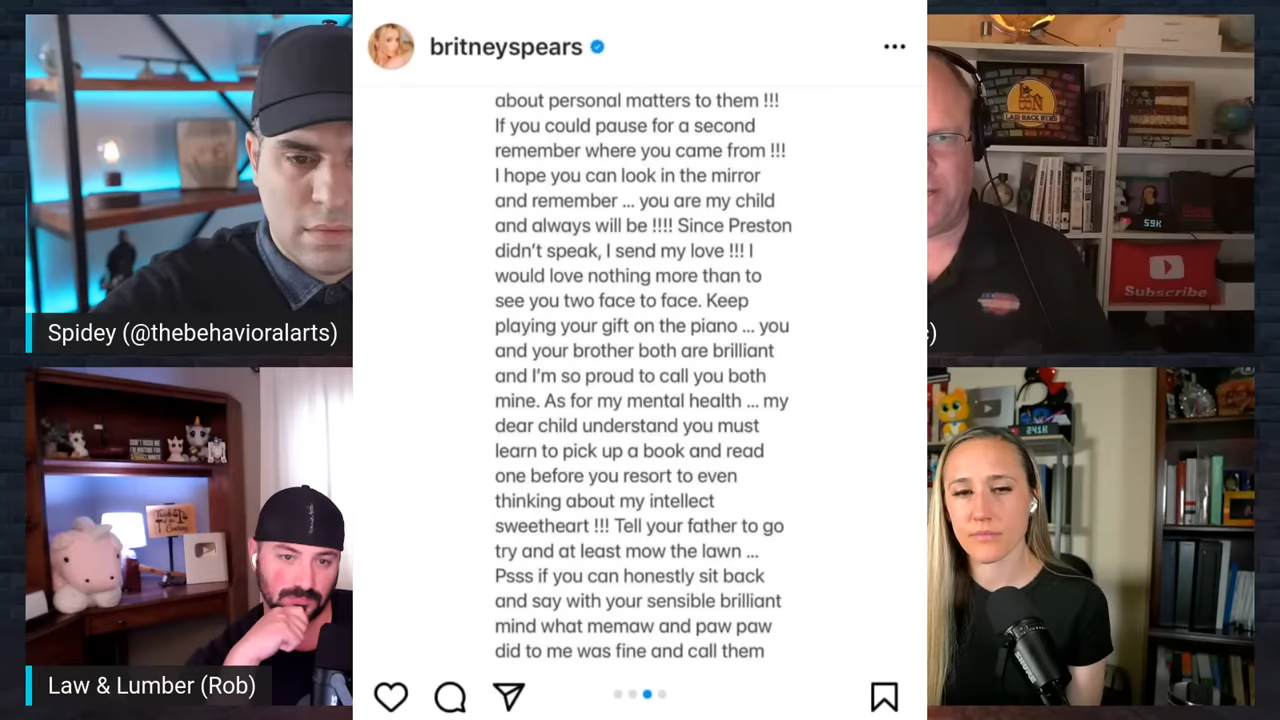 britneyspears
about personal matters to them !!!
If you could pause for a second
remember where you came from !!!
I hope you can look in the mirror
and remember ... you are my child
and always will be !!!! Since Preston
didn't speak, I send my love !!! I
would love nothing more than to
see you two face to face. Keep
playing your gift on the piano ... you
and your brother both are brilliant
and I'm so proud to call you both
mine. As for my mental health ... my
dear child understand you must
learn to pick up a book and read
one before you resort to even
thinking about my intellect
sweetheart !!! Tell your father to go
try and at least mow the lawn ...
Psss if you can honestly sit back
and say with your sensible brilliant
mind what memaw and paw paw
did to me was fine and call them
Spidey (@thebehavioralarts)
Law & Lumber (Rob)
)
LAID BACK
59K
Subscribe
241K